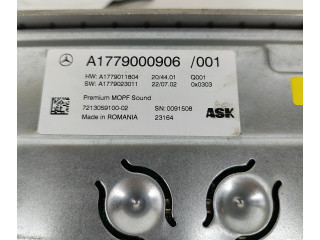 A1779000906 /001
HW: A1779011804 20/44.01 Q001
SW: A1779023011 22/07.02 0x0303
Premium MOPF Sound
7213059100-02 SN: 0091508
Made in ROMANIA 23164
ASK